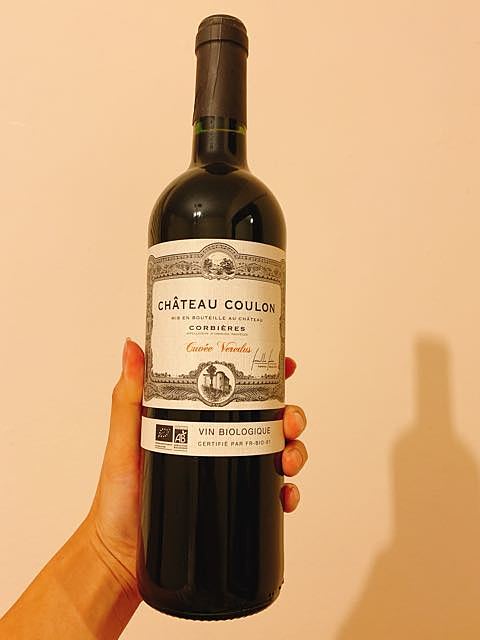 CHÂTEAU COULON
MIS EN BOUTEILLE AU CHÂTEAU
CORBIÈRES
Cuvée Veredus
AB
VIN BIOLOGIQUE
CERTIFIÉ PAR FR-BIO-01